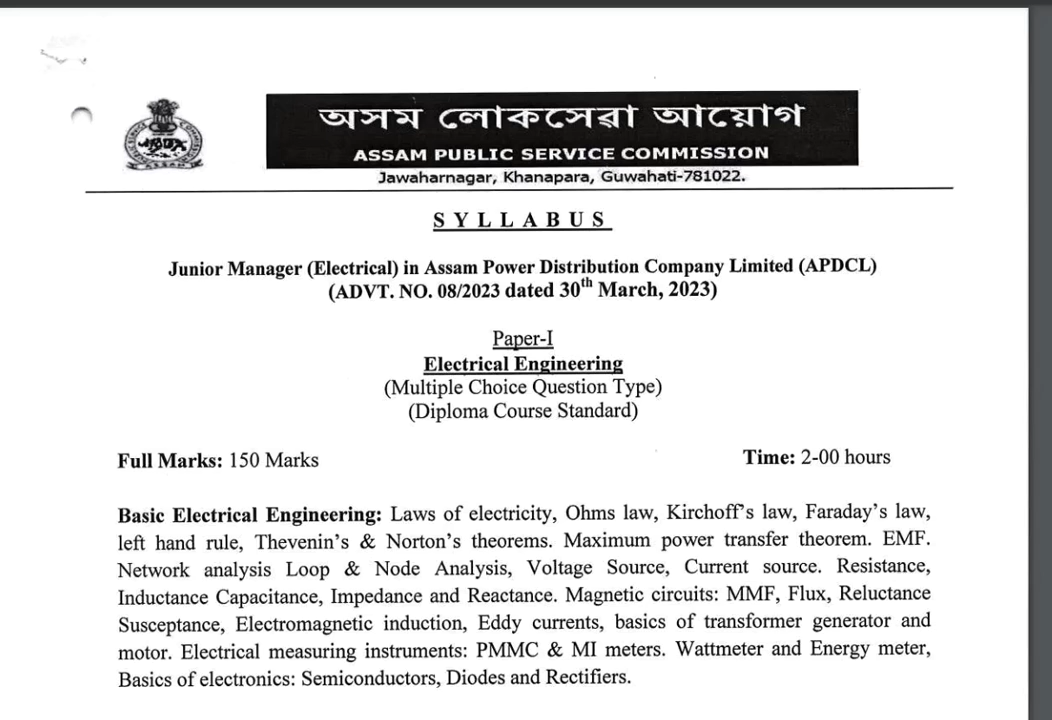 অসম লোকসেৱা আয়োগ
ASSAM PUBLIC SERVICE COMMISSION
Jawaharnagar, Khanapara, Guwahati-781022.
SYLLABUS
Junior Manager (Electrical) in Assam Power Distribution Company Limited (APDCL)
(ADVT. NO. 08/2023 dated 30th March, 2023)
Paper-I
Electrical Engineering
(Multiple Choice Question Type)
(Diploma Course Standard)
Full Marks: 150 Marks Time: 2-00 hours
Basic Electrical Engineering: Laws of electricity, Ohms law, Kirchoff's law, Faraday's law,
left hand rule, Thevenin's & Norton's theorems. Maximum power transfer theorem. EMF.
Network analysis Loop & Node Analysis, Voltage Source, Current source. Resistance,
Inductance Capacitance, Impedance and Reactance. Magnetic circuits: MMF, Flux, Reluctance
Susceptance, Electromagnetic induction, Eddy currents, basics of transformer generator and
motor. Electrical measuring instruments: PMMC & MI meters. Wattmeter and Energy meter,
Basics of electronics: Semiconductors, Diodes and Rectifiers.